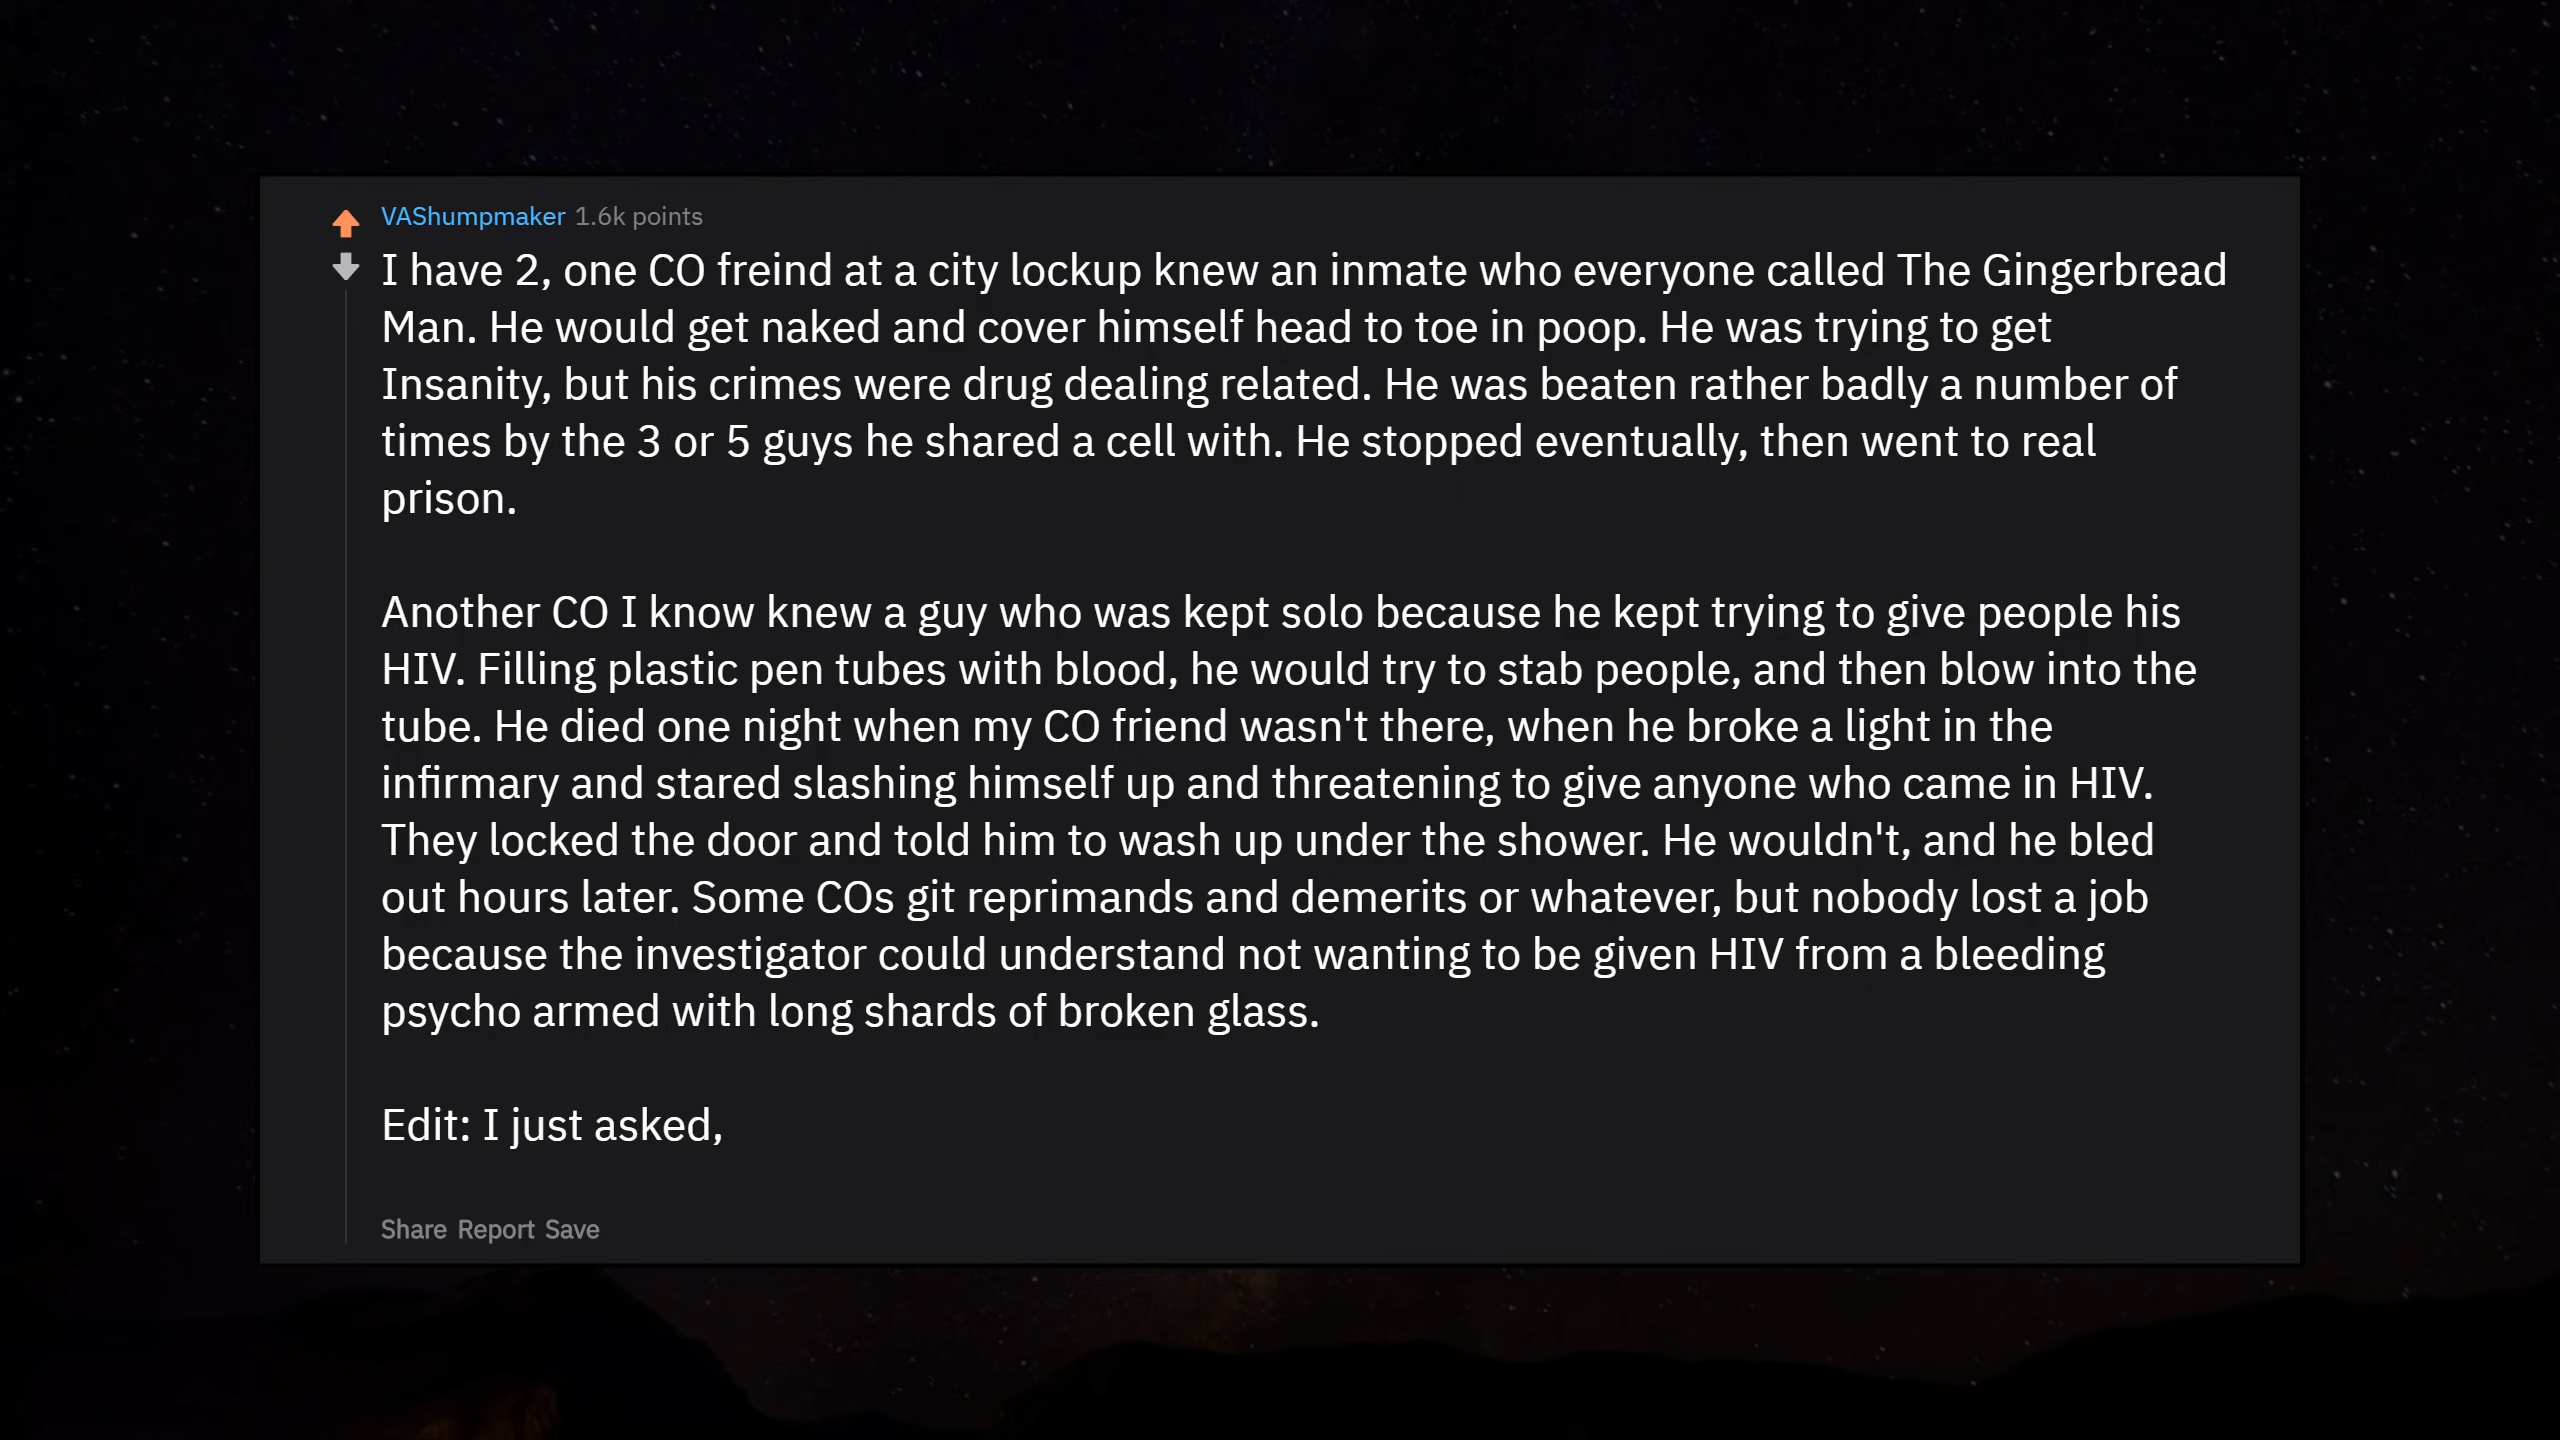 VAShumpmaker 1.6k points
I have 2, one CO freind at a city lockup knew an inmate who everyone called The Gingerbread
Man. He would get naked and cover himself head to toe in poop. He was trying to get
Insanity, but his crimes were drug dealing related. He was beaten rather badly a number of
times by the 3 or 5 guys he shared a cell with. He stopped eventually, then went to real
prison.
Another CO I know knew a guy who was kept solo because he kept trying to give people his
HIV. Filling plastic pen tubes with blood, he would try to stab people, and then blow into the
tube. He died one night when my CO friend wasn't there, when he broke a light in the
infirmary and stared slashing himself up and threatening to give anyone who came in HIV.
They locked the door and told him to wash up under the shower. He wouldn't, and he bled
out hours later. Some COs git reprimands and demerits or whatever, but nobody lost a job
because the investigator could understand not wanting to be given HIV from a bleeding
psycho armed with long shards of broken glass.
Edit: I just asked,
Share Report Save